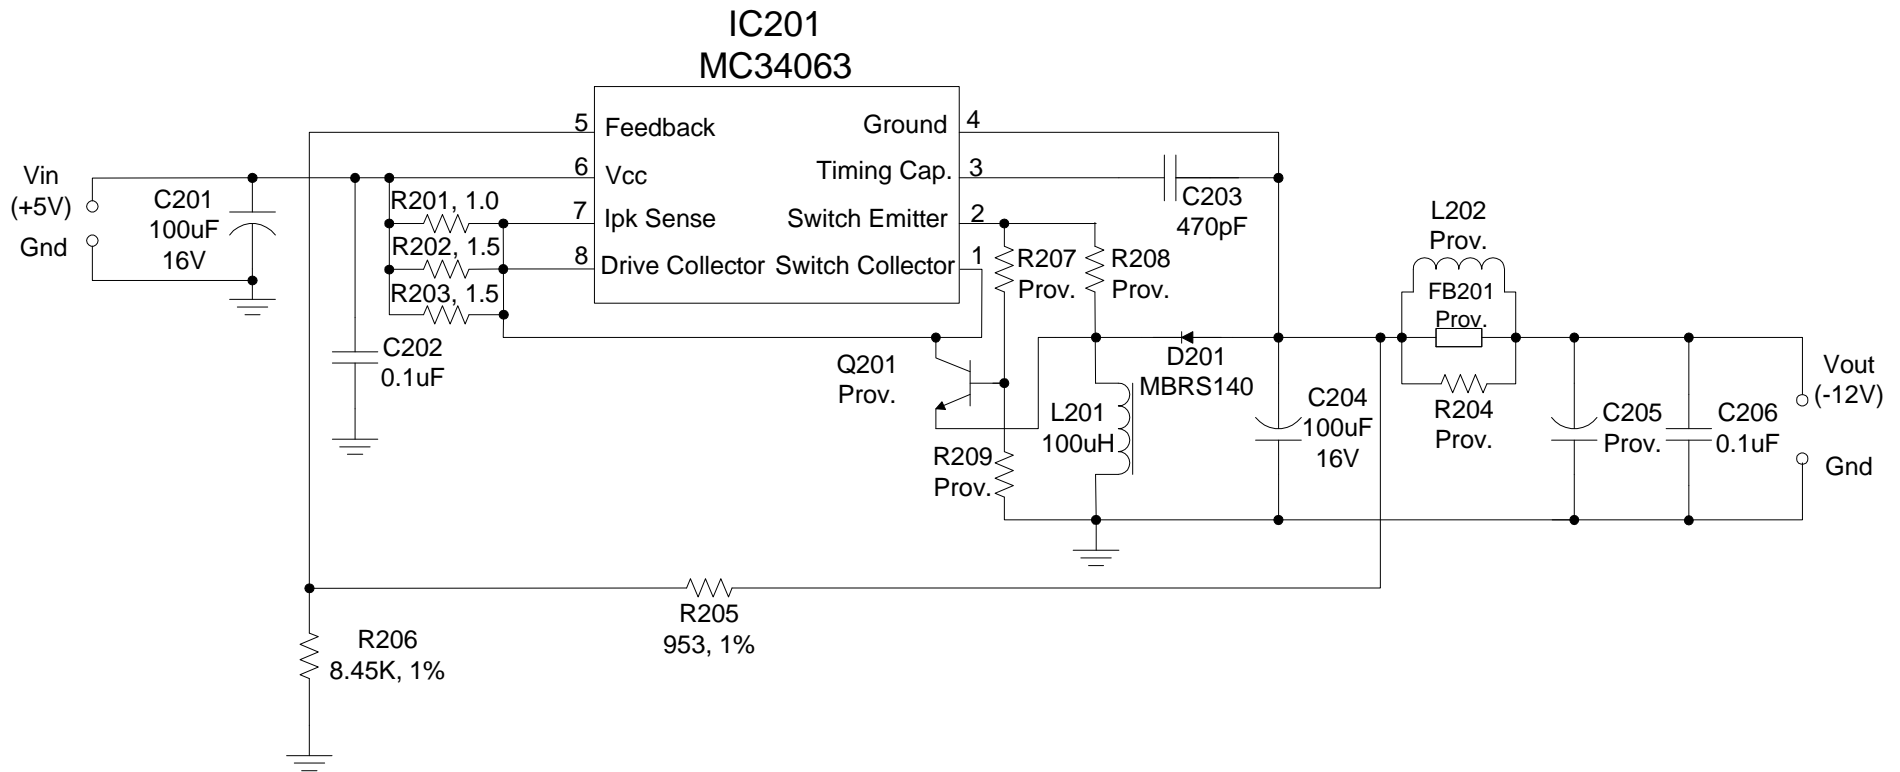 IC201
MC34063
5
Feedback
Ground
4
6
Vcc
Timing Cap.
3
7
Ipk Sense
Switch Emitter
2
8
Drive Collector
Switch Collector
1
Vin
(+5V)
Gnd
C201
100uF
16V
R201, 1.0
R202, 1.5
R203, 1.5
C202
0.1uF
C203
470pF
R207
Prov.
R208
Prov.
Q201
Prov.
D201
MBRS140
L201
100uH
R209
Prov.
C204
100uF
16V
L202
Prov.
FB201
Prov.
R204
Prov.
C205
Prov.
C206
0.1uF
Vout
(-12V)
Gnd
R205
953, 1%
R206
8.45K, 1%